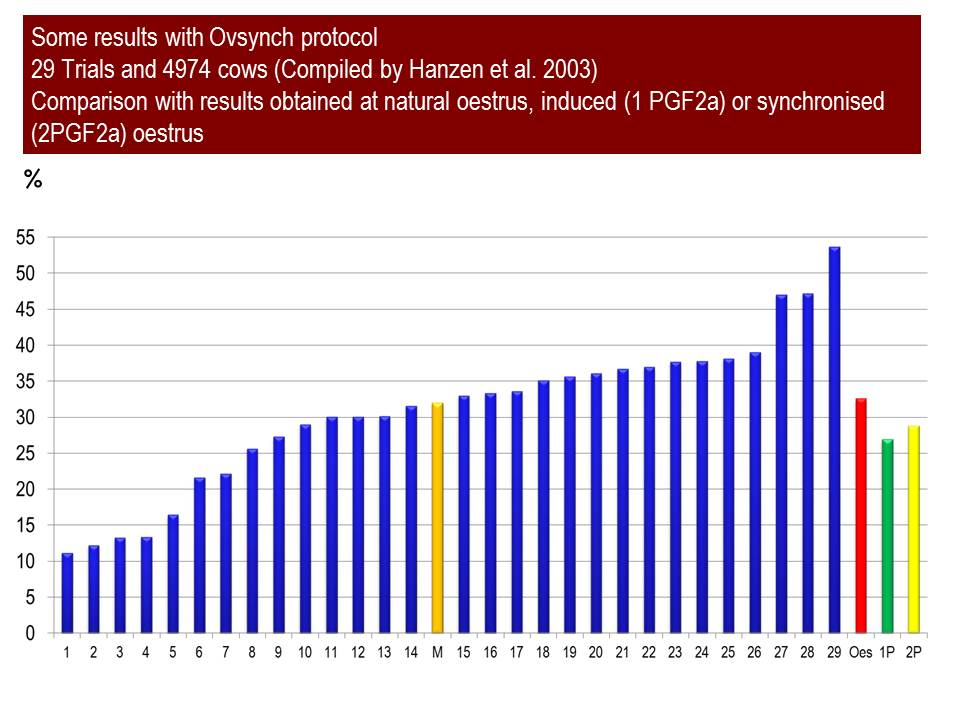 Some results with Ovsynch protocol
29 Trials and 4974 cows (Compiled by Hanzen et al. 2003)
Comparison with results obtained at natural oestrus, induced (1 PGF2a) or synchronised
(2PGF2a) oestrus
%
55
50
45
40
35
30
25
20
15
10
5
0
1 2 3 4 5 6 7 8 9 10 11 12 13 14 M 15 16 17 18 19 20 21 22 23 24 25 26 27 28 29 Oes 1P 2P